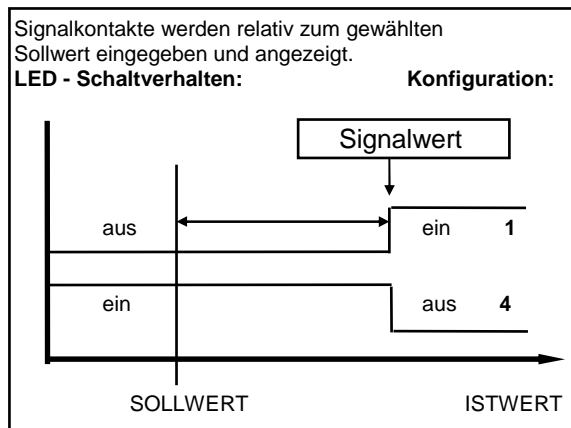 Signalkontakte werden relativ zum gewählten
Sollwert eingegeben und angezeigt.
LED - Schaltverhalten: Konfiguration:
Signalwert
aus ein 1
ein aus 4
SOLLWERT ISTWERT